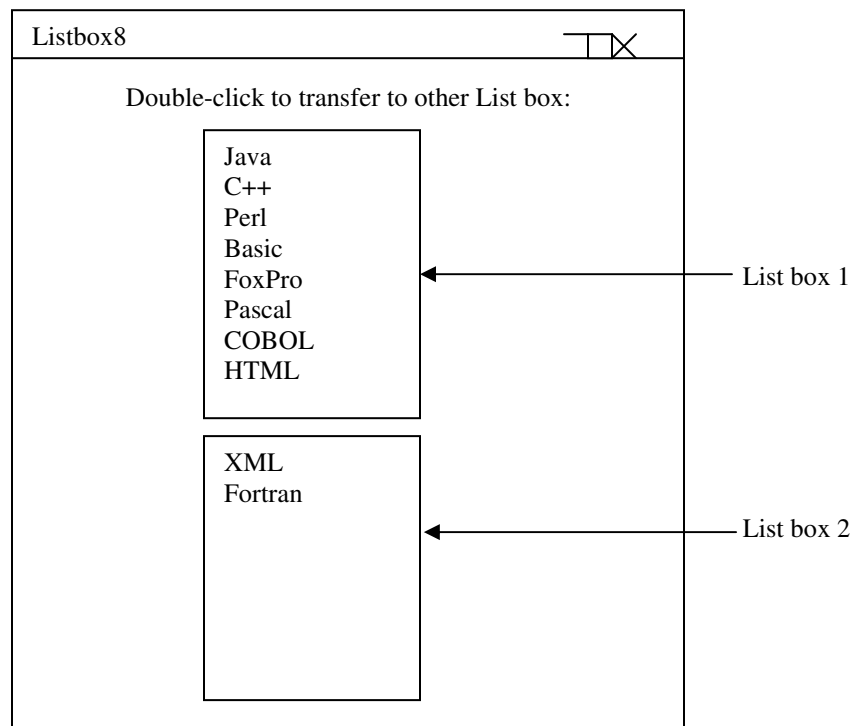 Listbox8
Double-click to transfer to other List box:
Java
C++
Perl
Basic
FoxPro
Pascal
COBOL
HTML
List box 1
XML
Fortran
List box 2